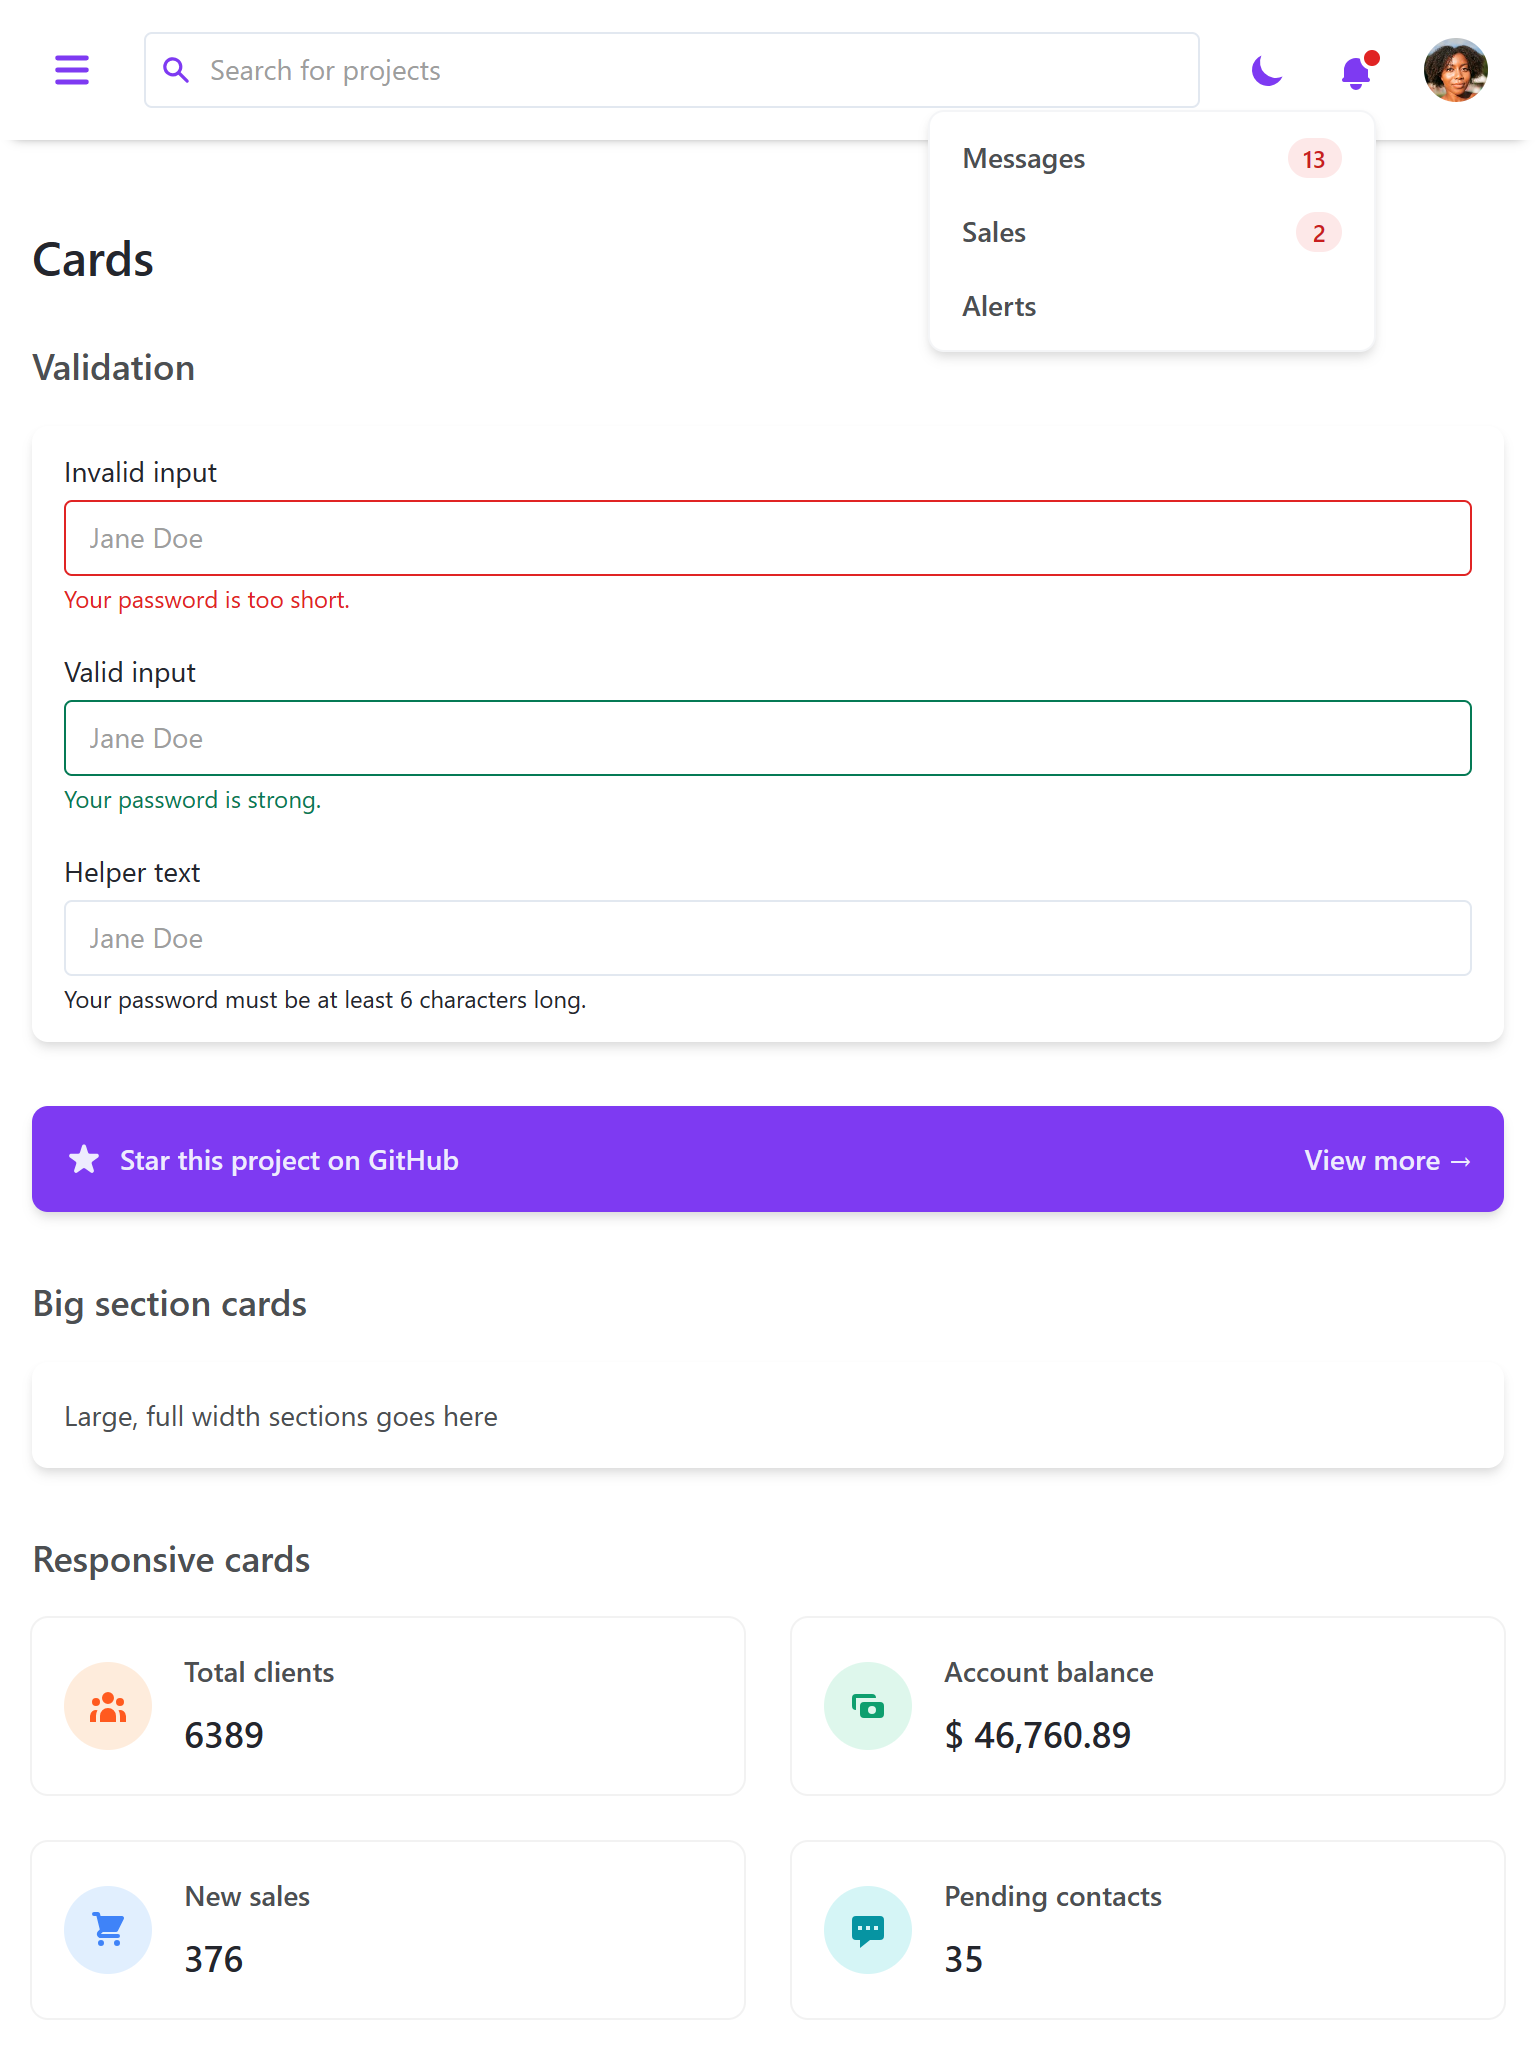 Search for projects
Messages 13
Sales 2
Alerts
Cards
Validation
Invalid input
Jane Doe
Your password is too short.
Valid input
Jane Doe
Your password is strong.
Helper text
Jane Doe
Your password must be at least 6 characters long.
Star this project on GitHub View more →
Big section cards
Large, full width sections goes here
Responsive cards
Total clients
6389
Account balance
$ 46,760.89
New sales
376
Pending contacts
35